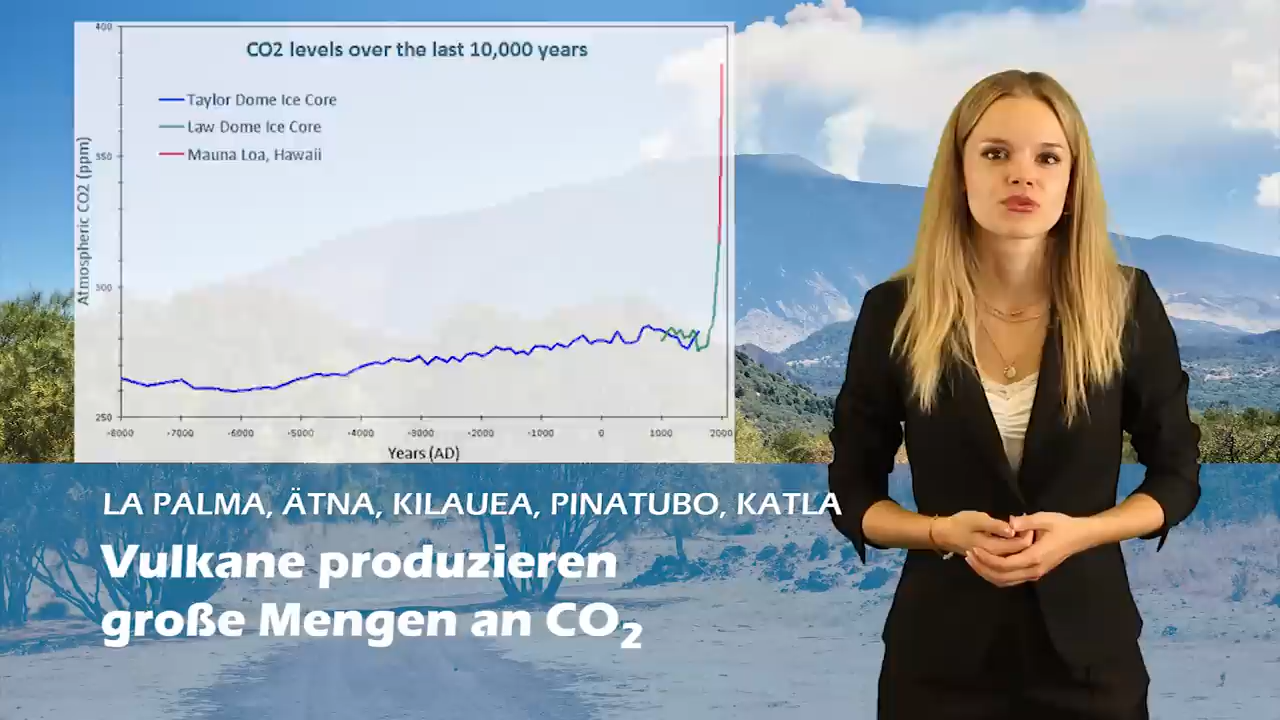 CO2 levels over the last 10,000 years
Taylor Dome Ice Core
Law Dome Ice Core
Mauna Loa, Hawaii
Atmospheric CO2 (ppm)
400
350
300
250
-8000 -7000 -6000 -5000 -4000 -3000 -2000 -1000 0 1000 2000
Years (AD)
LA PALMA, ÄTNA, KILAUEA, PINATUBO, KATLA
Vulkane produzieren
große Mengen an CO₂